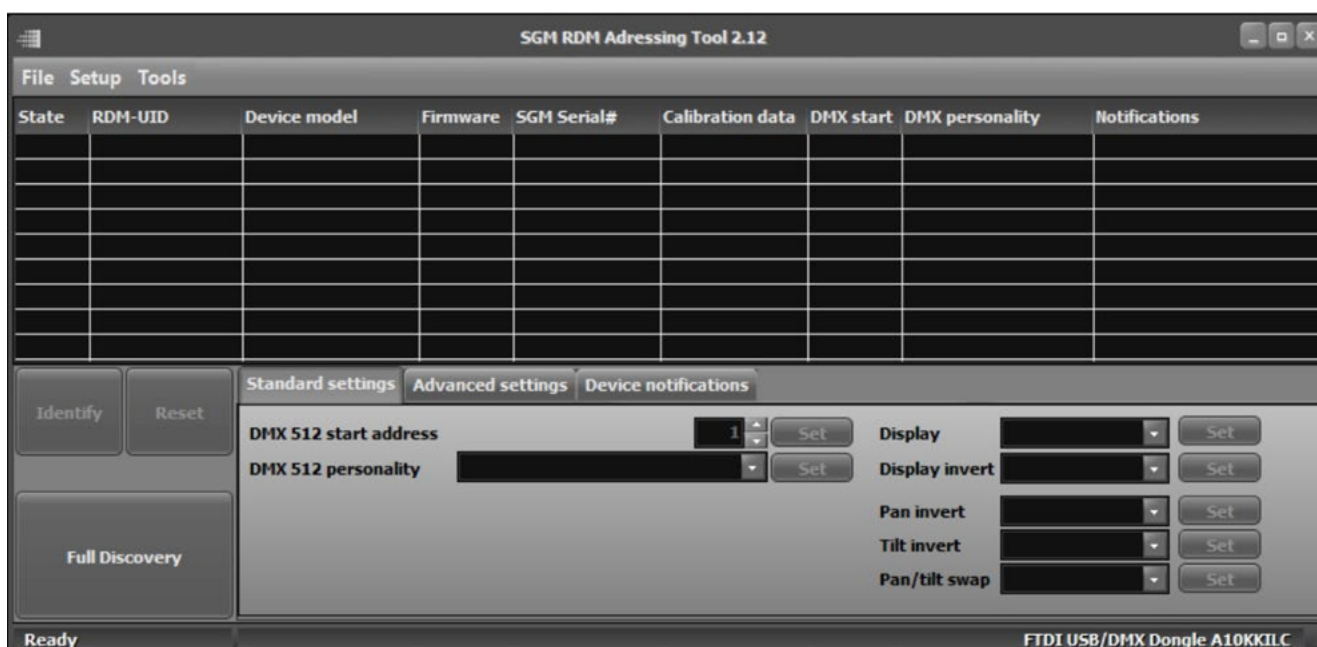 SGM RDM Adressing Tool 2.12
File Setup Tools
State RDM-UID Device model Firmware SGM Serial# Calibration data DMX start DMX personality Notifications
Identify Reset
Full Discovery
Standard settings Advanced settings Device notifications
DMX 512 start address 1 Set
DMX 512 personality Set
Display Set
Display invert Set
Pan invert Set
Tilt invert Set
Pan/tilt swap Set
Ready FTDI USB/DMX Dongle A10KKILC